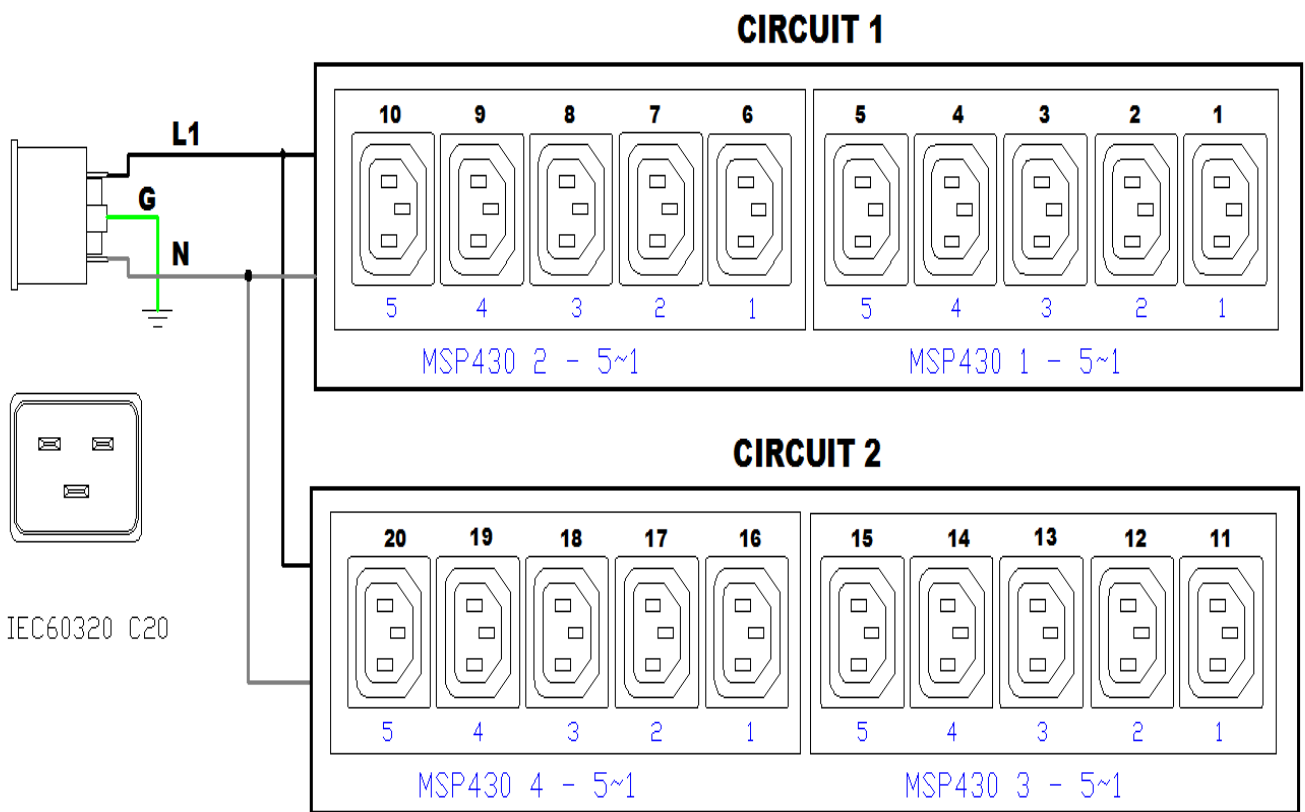 CIRCUIT 1
10 9 8 7 6 5 4 3 2 1
L1
G
N
5 4 3 2 1 5 4 3 2 1
MSP430 2 - 5~1 MSP430 1 - 5~1
CIRCUIT 2
20 19 18 17 16 15 14 13 12 11
IEC60320 C20
5 4 3 2 1 5 4 3 2 1
MSP430 4 - 5~1 MSP430 3 - 5~1